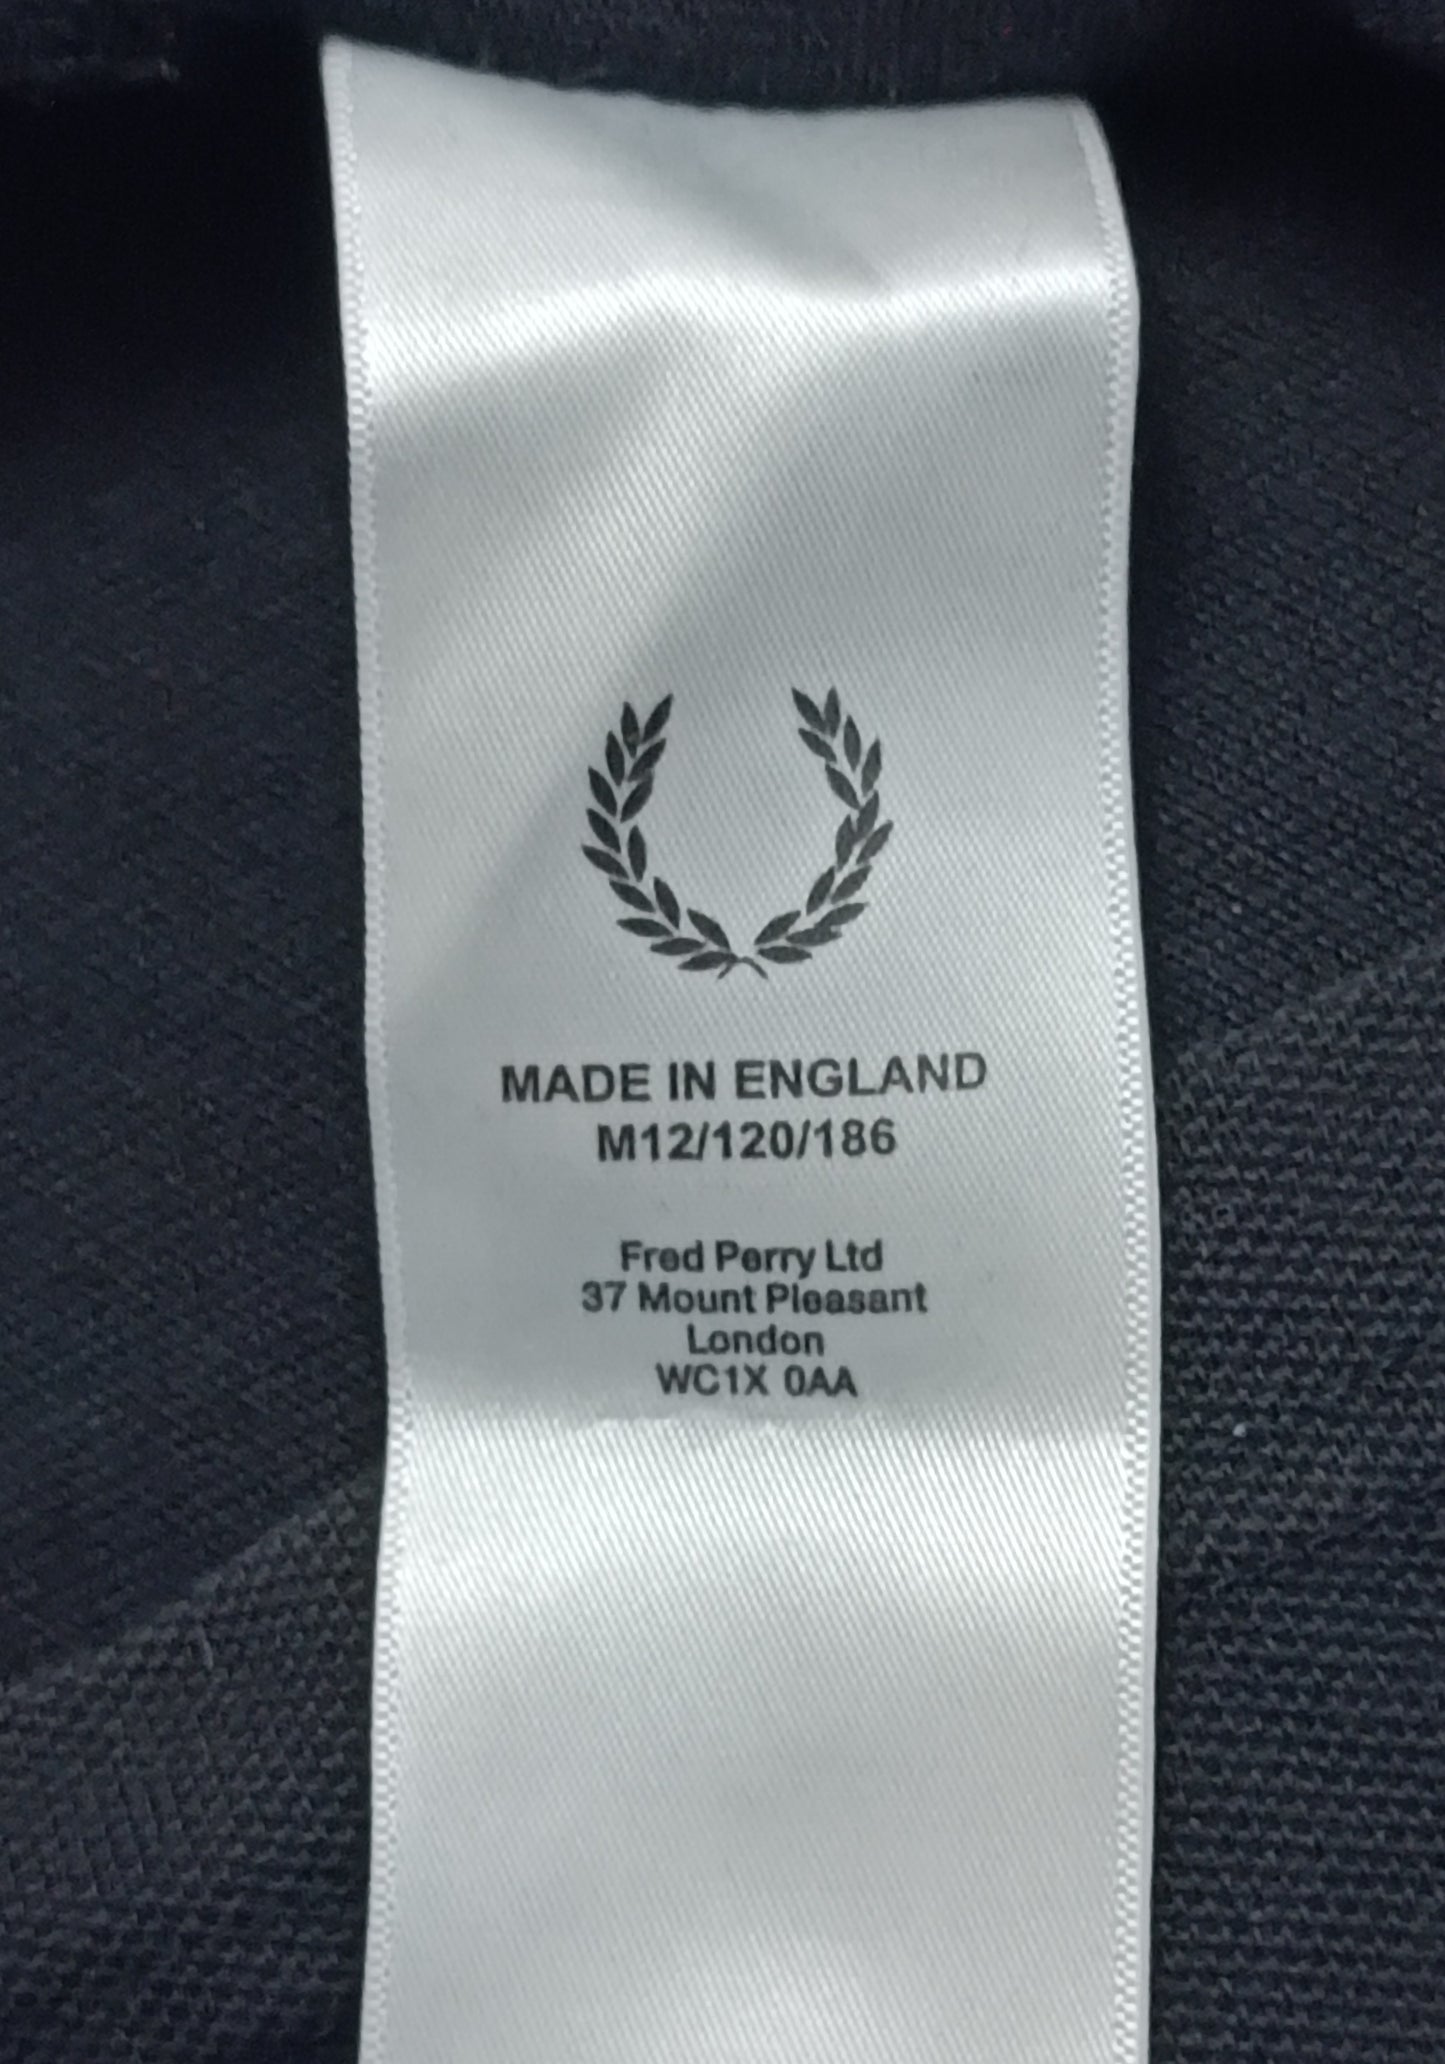 MADE IN ENGLAND
M12/120/186
Fred Perry Ltd
37 Mount Pleasant
London
WC1X 0AA